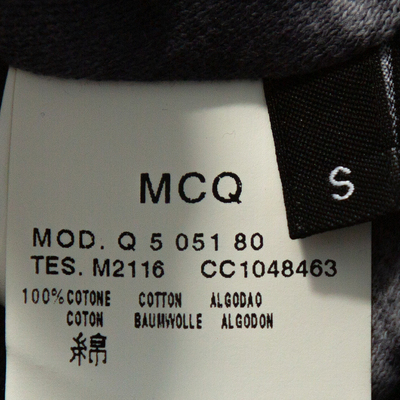 MCQ
S
MOD. Q 5 051 80
TES. M2116 CC1048463
100% COTONE COTTON ALGODAO
COTON BAUMWOLLE ALGODON
綿